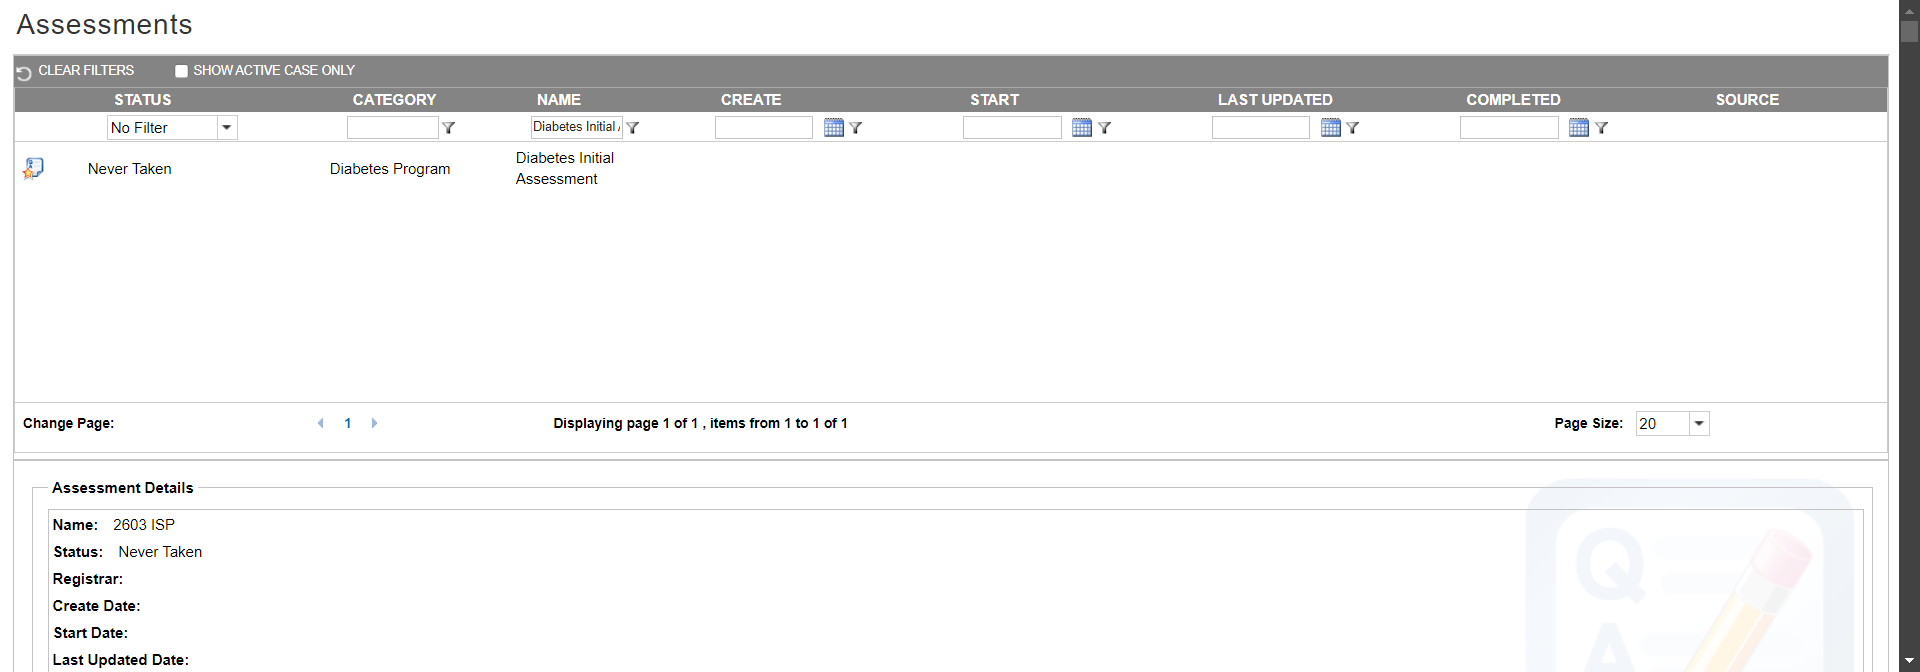 Assessments
CLEAR FILTERS SHOW ACTIVE CASE ONLY
STATUS CATEGORY NAME CREATE START LAST UPDATED COMPLETED SOURCE
No Filter Diabetes Initial
Never Taken Diabetes Program Diabetes Initial
Assessment
Change Page: 1 Displaying page 1 of 1 , items from 1 to 1 of 1 Page Size: 20
Assessment Details
Name: 2603 ISP
Status: Never Taken
Registrar:
Create Date:
Start Date:
Last Updated Date:
Q
A